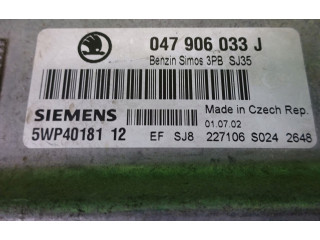 047 906 033 J
Benzin Simos 3PB SJ35
SIEMENS
Made in Czech Rep.
01.07.02
5WP40181 12
EF SJ8 227106 S024 2648